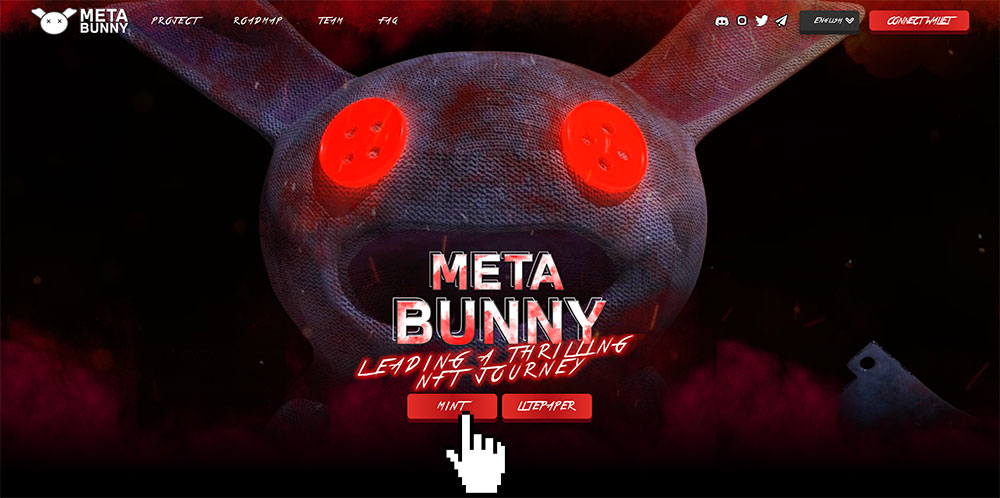 META
BUNNY
PROJECT
ROADMAP
TEAM
FAQ
ENGLISH
CONNECT WALLET
META
BUNNY
LEADING A THRILLING
NFT JOURNEY
MINT
LITEPAPER